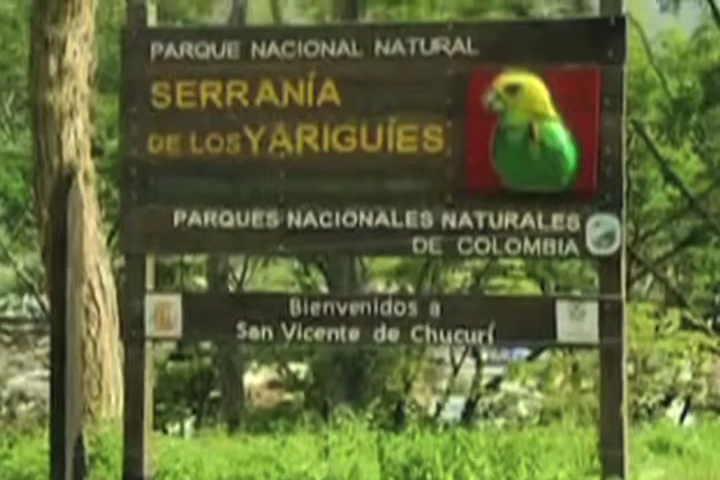 PARQUE NACIONAL NATURAL
SERRANÍA
DE LOS YARIGUÍES
PARQUES NACIONALES NATURALES
DE COLOMBIA
Bienvenidos a
San Vicente de Chucurí